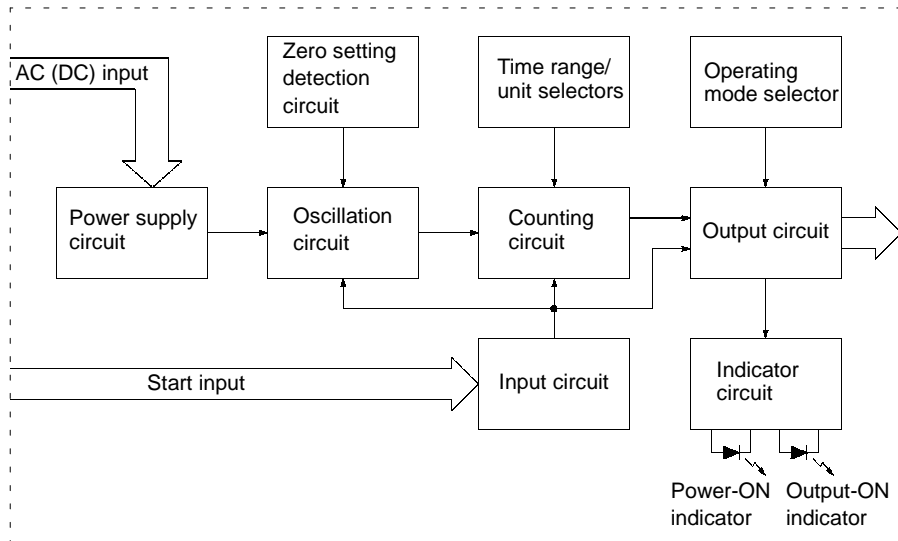 AC (DC) input
Zero setting
detection
circuit
Time range/
unit selectors
Operating
mode selector
Power supply
circuit
Oscillation
circuit
Counting
circuit
Output circuit
Start input
Input circuit
Indicator
circuit
Power-ON
indicator
Output-ON
indicator